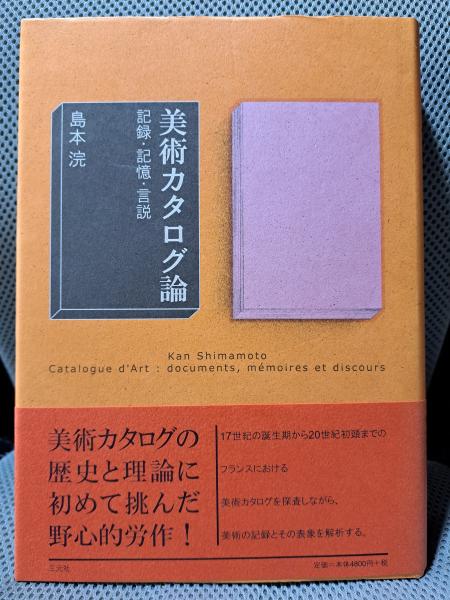 美術カタログ論
記録・記憶・言説
島本 浣
Kan Shimamoto
Catalogue d'Art : documents, mémoires et discours
美術カタログの
歴史と理論に
初めて挑んだ
野心的労作！
17世紀の誕生期から20世紀初頭までの
フランスにおける
美術カタログを探査しながら、
美術の記録とその表象を解析する。
三元社
定価＝本体4800円＋税